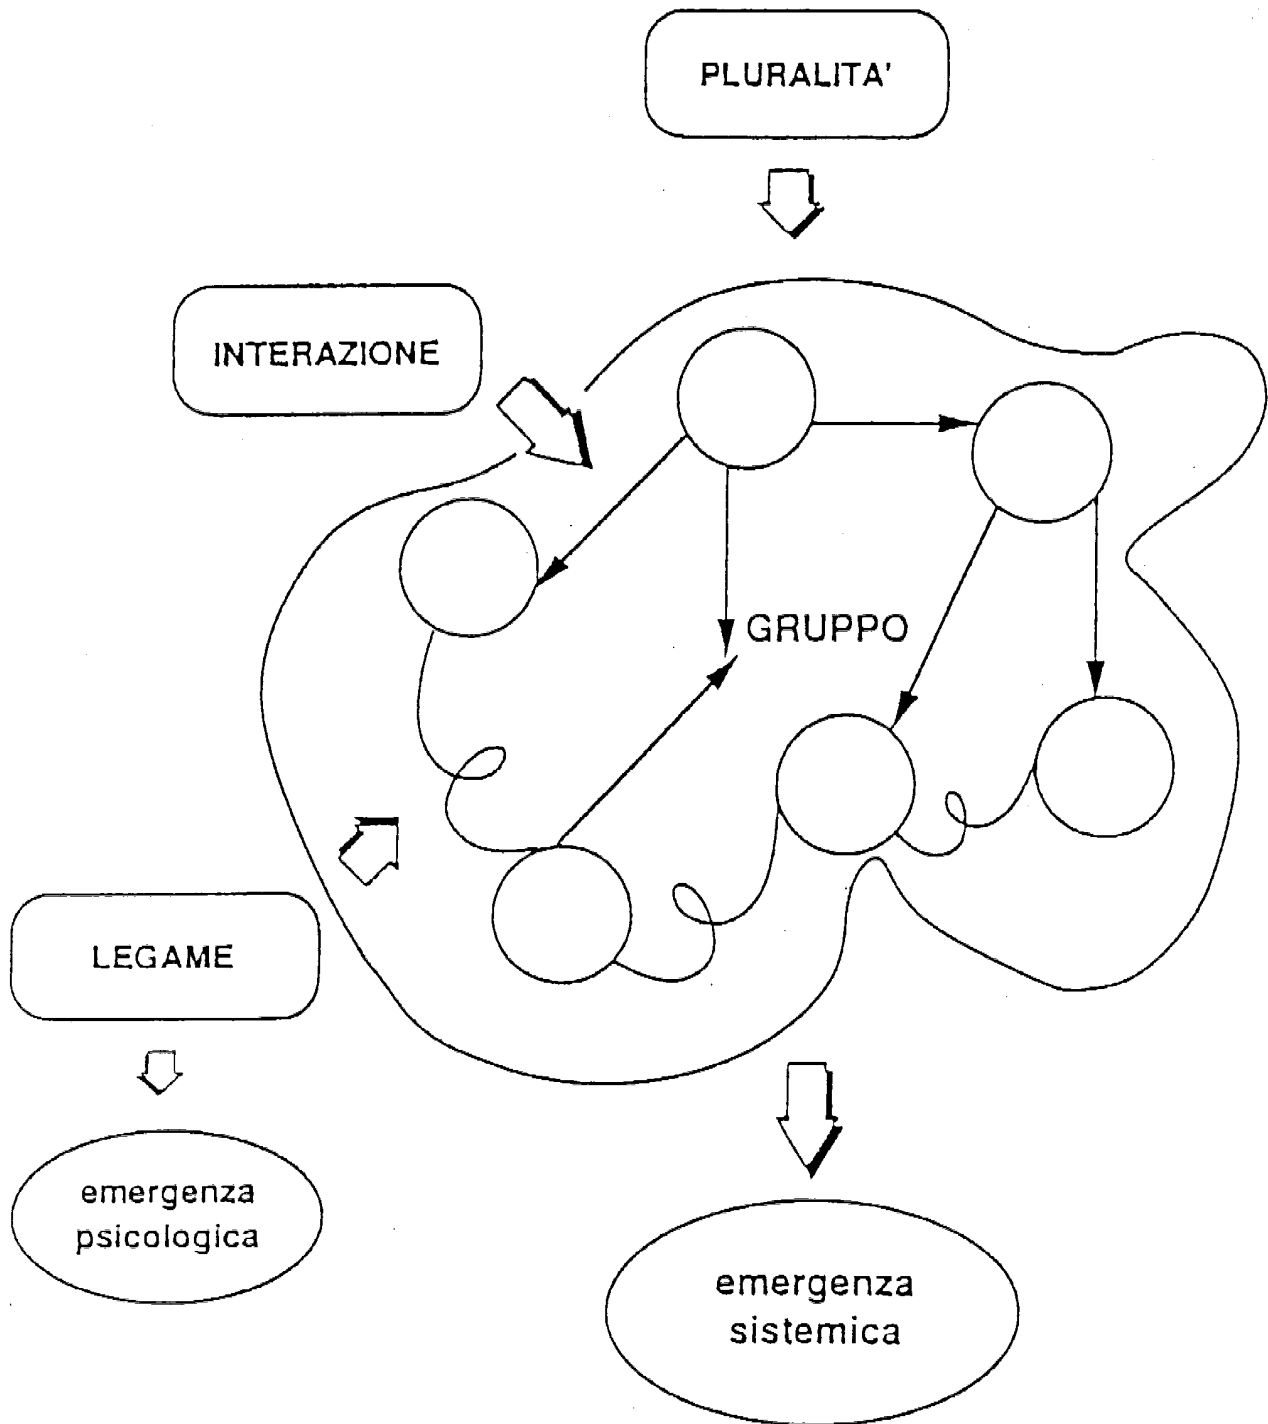 PLURALITA'
INTERAZIONE
GRUPPO
LEGAME
emergenza
psicologica
emergenza
sistemica